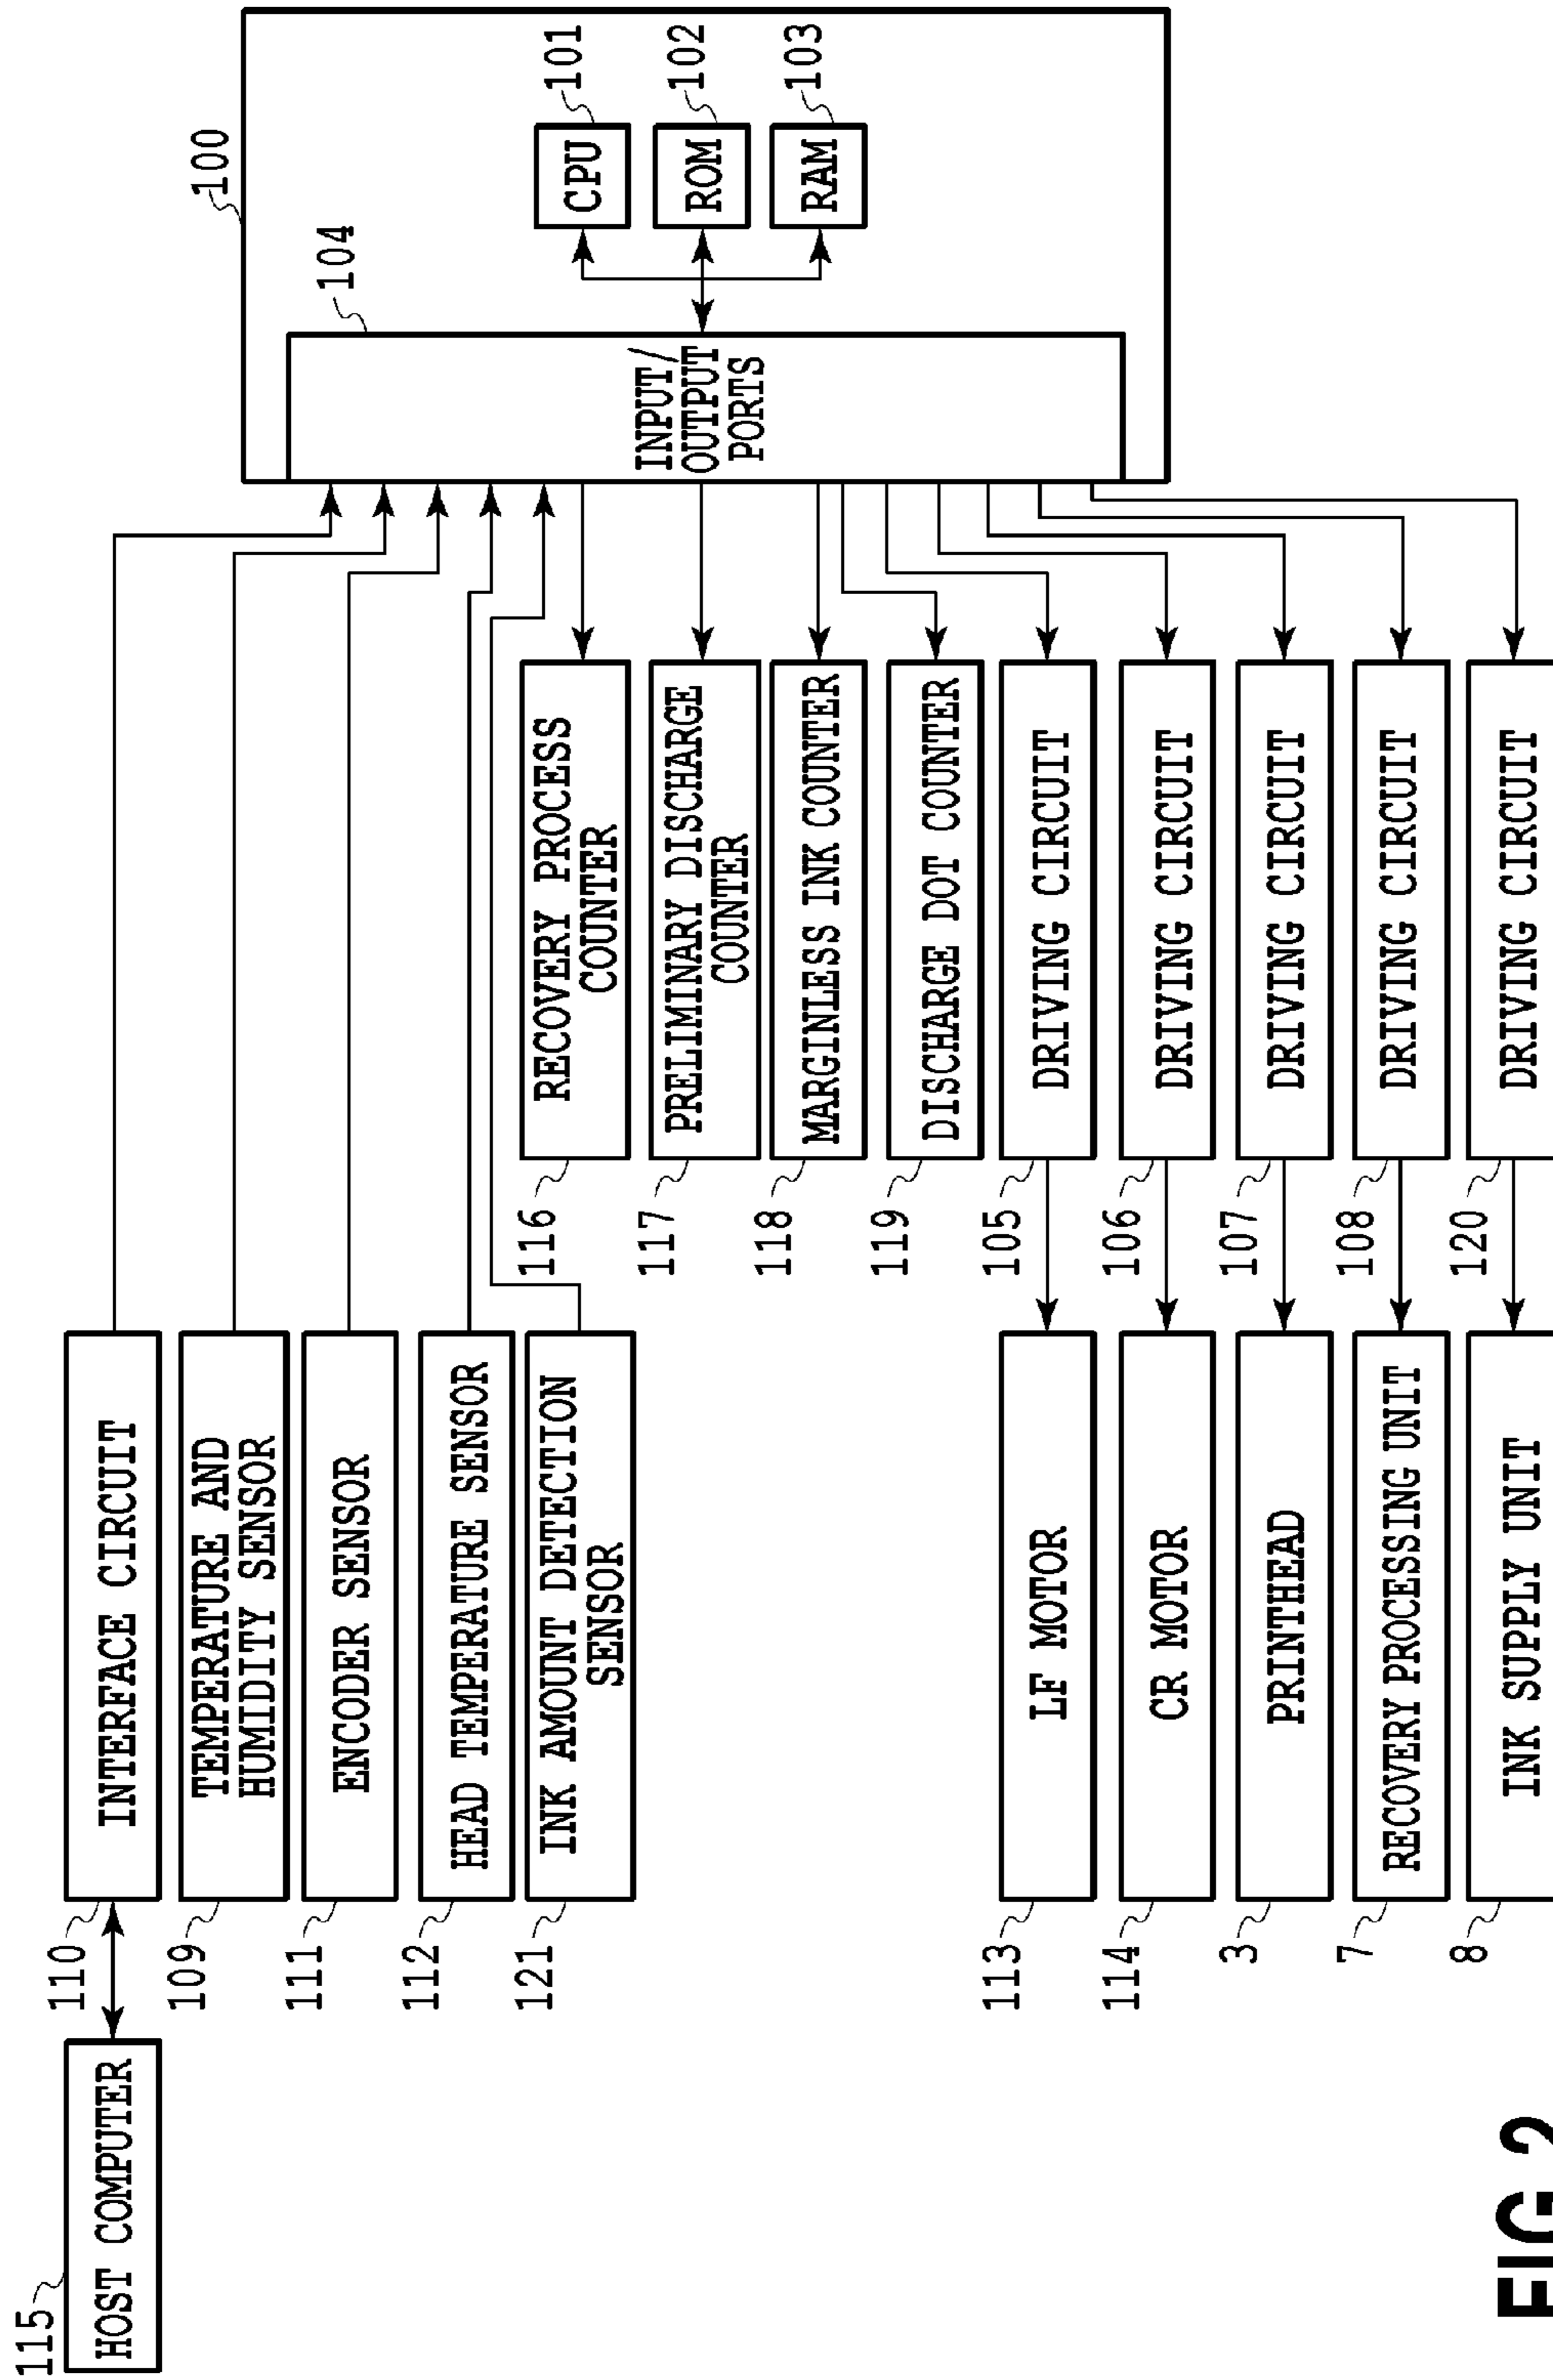 115
HOST COMPUTER
110
INTERFACE CIRCUIT
109
TEMPERATURE AND
HUMIDITY SENSOR
111
ENCODER SENSOR
112
HEAD TEMPERATURE SENSOR
121
INK AMOUNT DETECTION
SENSOR
100
104
INPUT/
OUTPUT
PORTS
CPU
101
ROM
102
RAM
103
116
RECOVERY PROCESS
COUNTER
117
PRELIMINARY DISCHARGE
COUNTER
118
MARGINLESS INK COUNTER
119
DISCHARGE DOT COUNTER
113
LF MOTOR
105
DRIVING CIRCUIT
114
CR MOTOR
106
DRIVING CIRCUIT
3
PRINTHEAD
107
DRIVING CIRCUIT
7
RECOVERY PROCESSING UNIT
108
DRIVING CIRCUIT
8
INK SUPPLY UNIT
120
DRIVING CIRCUIT
FIG.2